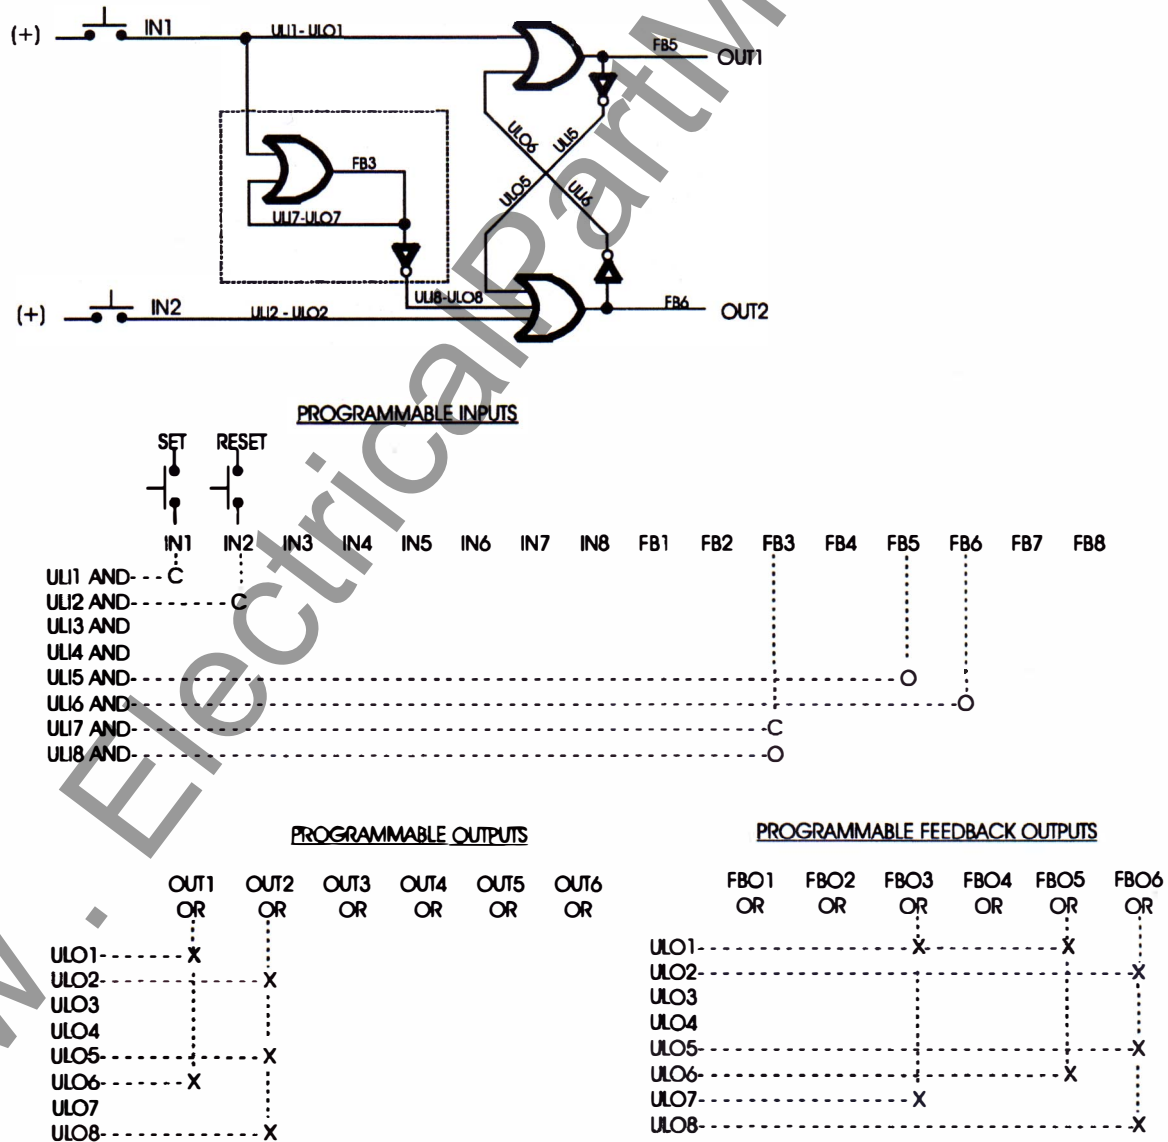 (+) IN1 ULI1-ULO1 FB5 OUT1
ULO6 ULI5
FB3
ULO5 ULI6
ULI7-ULO7
ULI8-ULO8
(+) IN2 ULI2 - ULO2 FB6 OUT2
PROGRAMMABLE INPUTS
SET RESET
IN1 IN2 IN3 IN4 IN5 IN6 IN7 IN8 FB1 FB2 FB3 FB4 FB5 FB6 FB7 FB8
ULI1 AND C
ULI2 AND C
ULI3 AND
ULI4 AND
ULI5 AND O
ULI6 AND O
ULI7 AND C
ULI8 AND O
PROGRAMMABLE OUTPUTS
OUT1 OUT2 OUT3 OUT4 OUT5 OUT6
OR OR OR OR OR OR
ULO1 X
ULO2 X
ULO3
ULO4
ULO5 X
ULO6 X
ULO7
ULO8 X
PROGRAMMABLE FEEDBACK OUTPUTS
FBO1 FBO2 FBO3 FBO4 FBO5 FBO6
OR OR OR OR OR OR
ULO1 X X
ULO2 X
ULO3
ULO4
ULO5 X
ULO6 X
ULO7 X
ULO8 X
w. ElectricalPartM